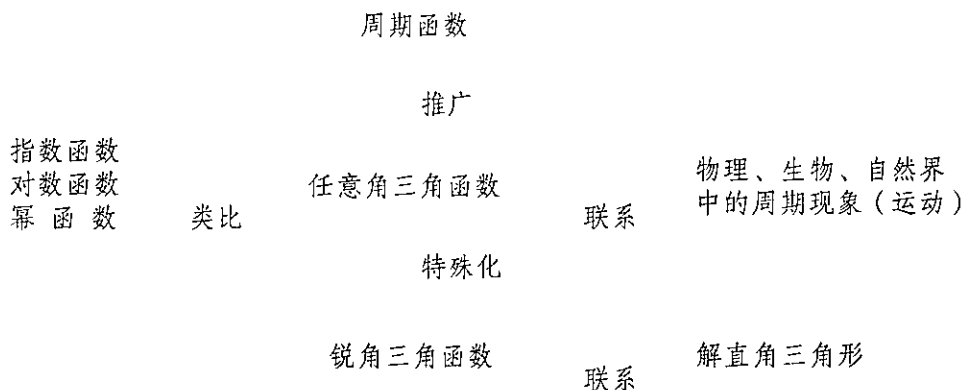 周期函数
推广
指数函数
对数函数
幂函数
类比
任意角三角函数
联系
物理、生物、自然界
中的周期现象（运动）
特殊化
锐角三角函数
联系
解直角三角形